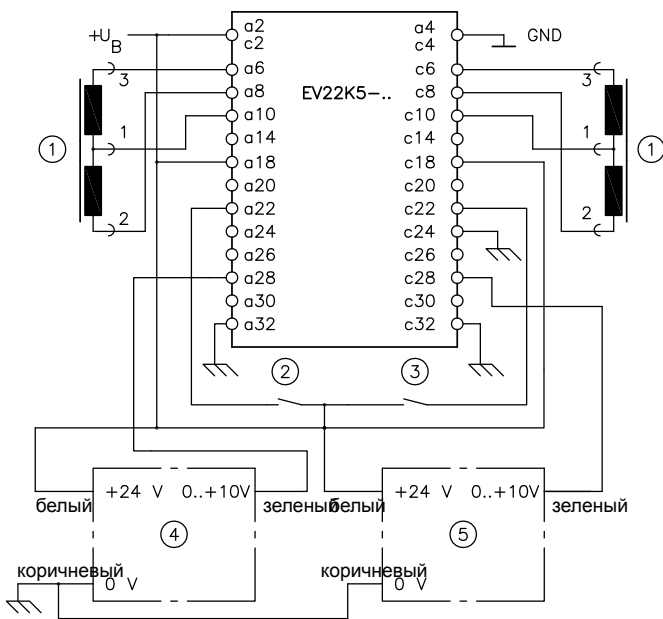 +U B
a2 a4
c2 c4 GND
3 a6 c6 3
a8 EV22K5-.. c8
a10 c10
1 a14 c14 1
① a18 c18 ①
a20 c20
2 a22 c22 2
a24 c24
a26 c26
a28 c28
a30 c30
a32 c32
② ③
+24 V 0..+10V +24 V 0..+10V
белый зеленый белый зеленый
④ ⑤
коричневый коричневый
0 V 0 V